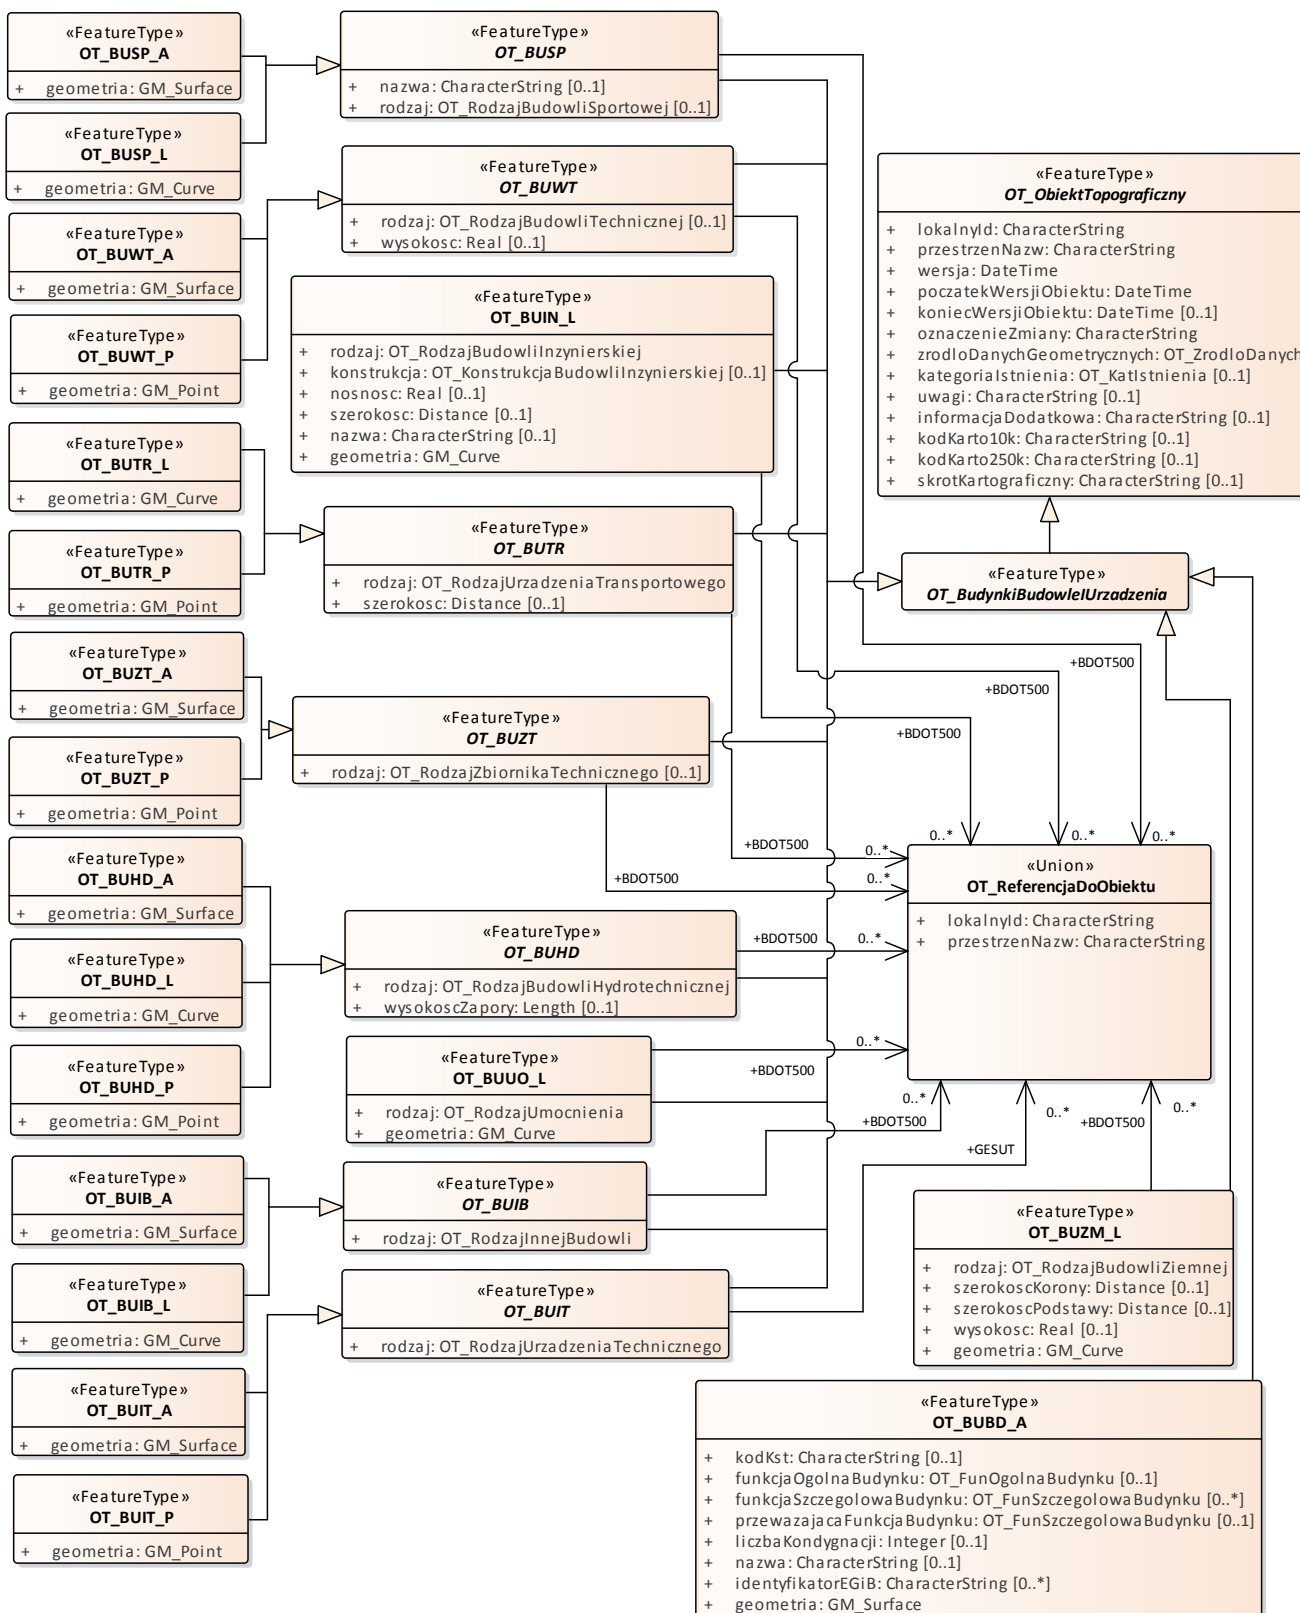 «FeatureType»
OT_BUSP_A
+ geometria: GM_Surface
«FeatureType»
OT_BUSP_L
+ geometria: GM_Curve
«FeatureType»
OT_BUWT_A
+ geometria: GM_Surface
«FeatureType»
OT_BUWT_P
+ geometria: GM_Point
«FeatureType»
OT_BUTR_L
+ geometria: GM_Curve
«FeatureType»
OT_BUTR_P
+ geometria: GM_Point
«FeatureType»
OT_BUZT_A
+ geometria: GM_Surface
«FeatureType»
OT_BUZT_P
+ geometria: GM_Point
«FeatureType»
OT_BUHD_A
+ geometria: GM_Surface
«FeatureType»
OT_BUHD_L
+ geometria: GM_Curve
«FeatureType»
OT_BUHD_P
+ geometria: GM_Point
«FeatureType»
OT_BUIB_A
+ geometria: GM_Surface
«FeatureType»
OT_BUIB_L
+ geometria: GM_Curve
«FeatureType»
OT_BUIT_A
+ geometria: GM_Surface
«FeatureType»
OT_BUIT_P
+ geometria: GM_Point
«FeatureType»
OT_BUSP
+ nazwa: CharacterString [0..1]
+ rodzaj: OT_RodzajBudowliSportowej [0..1]
«FeatureType»
OT_BUWT
+ rodzaj: OT_RodzajBudowliTechnicznej [0..1]
+ wysokosc: Real [0..1]
«FeatureType»
OT_BUIN_L
+ rodzaj: OT_RodzajBudowliInzynierskiej
+ konstrukcja: OT_KonstrukcjaBudowliInzynierskiej [0..1]
+ nosnosc: Real [0..1]
+ szerokosc: Distance [0..1]
+ nazwa: CharacterString [0..1]
+ geometria: GM_Curve
«FeatureType»
OT_BUTR
+ rodzaj: OT_RodzajUrzadzeniaTransportowego
+ szerokosc: Distance [0..1]
«FeatureType»
OT_BUZT
+ rodzaj: OT_RodzajZbiornikaTechnicznego [0..1]
«FeatureType»
OT_BUHD
+ rodzaj: OT_RodzajBudowliHydrotechnicznej
+ wysokoscZapory: Length [0..1]
«FeatureType»
OT_BUUO_L
+ rodzaj: OT_RodzajUmocnienia
+ geometria: GM_Curve
«FeatureType»
OT_BUIB
+ rodzaj: OT_RodzajInnejBudowli
«FeatureType»
OT_BUIT
+ rodzaj: OT_RodzajUrzadzeniaTechnicznego
«FeatureType»
OT_ObiektTopograficzny
+ lokalnyId: CharacterString
+ przestrzenNazw: CharacterString
+ wersja: DateTime
+ poczatekWersjiObiektu: DateTime
+ koniecWersjiObiektu: DateTime [0..1]
+ oznaczenieZmiany: CharacterString
+ zrodloDanychGeometrycznych: OT_ZrodloDanych
+ kategoriaIstnienia: OT_KatIstnienia [0..1]
+ uwagi: CharacterString [0..1]
+ informacjaDodatkowa: CharacterString [0..1]
+ kodKarto10k: CharacterString [0..1]
+ kodKarto250k: CharacterString [0..1]
+ skrotKartograficzny: CharacterString [0..1]
«FeatureType»
OT_BudynkiBudowleIUrzadzenia
+BDOT500
+BDOT500
+BDOT500
0..*
0..*
0..*
+BDOT500
0..*
+BDOT500
0..*
+BDOT500
0..*
0..*
+BDOT500
«Union»
OT_ReferencjaDoObiektu
+ lokalnyId: CharacterString
+ przestrzenNazw: CharacterString
0..*
+BDOT500
0..*
+GESUT
0..*
+BDOT500
«FeatureType»
OT_BUZM_L
+ rodzaj: OT_RodzajBudowliZiemnej
+ szerokoscKorony: Distance [0..1]
+ szerokoscPodstawy: Distance [0..1]
+ wysokosc: Real [0..1]
+ geometria: GM_Curve
«FeatureType»
OT_BUBD_A
+ kodKst: CharacterString [0..1]
+ funkcjaOgolnaBudynku: OT_FunOgolnaBudynku [0..1]
+ funkcjaSzczegolowaBudynku: OT_FunSzczegolowaBudynku [0..*]
+ przewazajacaFunkcjaBudynku: OT_FunSzczegolowaBudynku [0..1]
+ liczbaKondygnacji: Integer [0..1]
+ nazwa: CharacterString [0..1]
+ identyfikatorEGiB: CharacterString [0..*]
+ geometria: GM_Surface